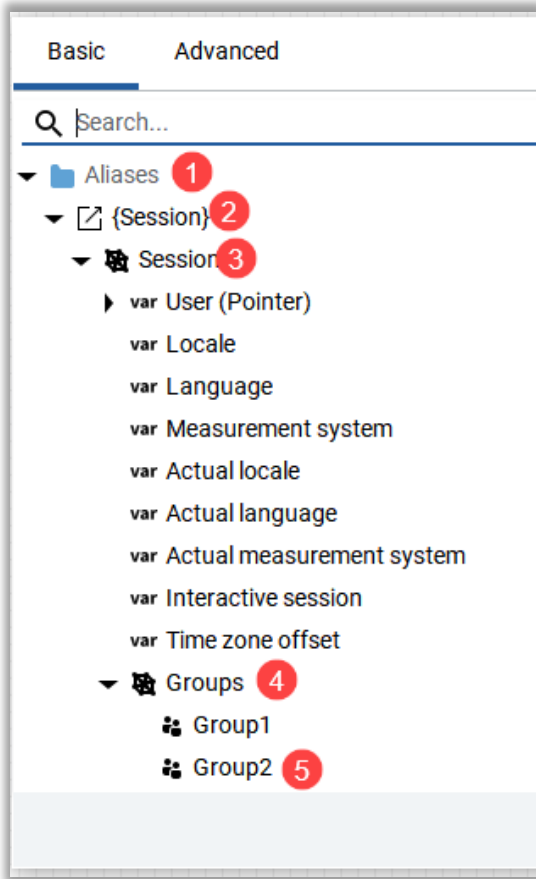 Basic Advanced
Search...
Aliases 1
{Session} 2
Session 3
var User (Pointer)
var Locale
var Language
var Measurement system
var Actual locale
var Actual language
var Actual measurement system
var Interactive session
var Time zone offset
Groups 4
Group1
Group2 5